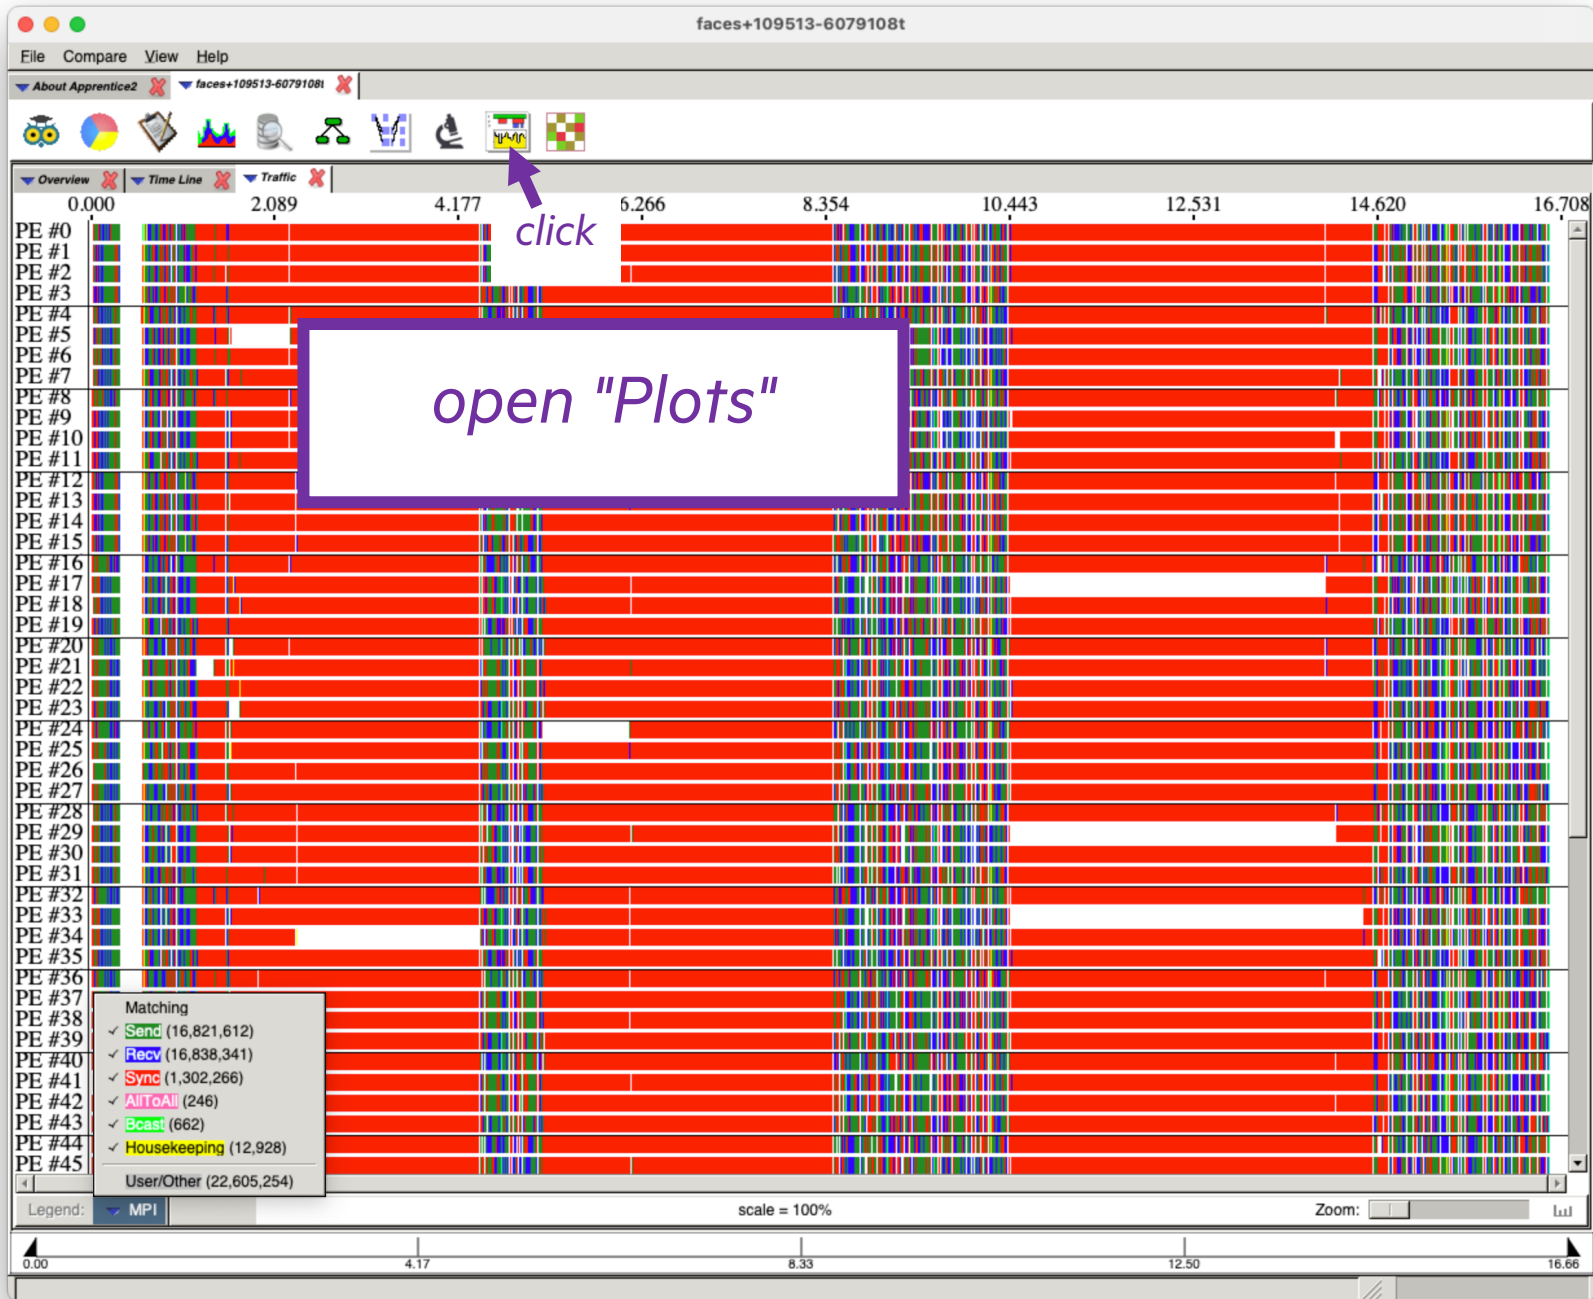 faces+109513-6079108t
File Compare View Help
About Apprentice2 faces+109513-6079108t
Overview Time Line Traffic
click
0.000 2.089 4.177 6.266 8.354 10.443 12.531 14.620 16.708
PE #0
PE #1
PE #2
PE #3
PE #4
PE #5
PE #6
PE #7
PE #8
PE #9
PE #10
PE #11
PE #12
PE #13
PE #14
PE #15
PE #16
PE #17
PE #18
PE #19
PE #20
PE #21
PE #22
PE #23
PE #24
PE #25
PE #26
PE #27
PE #28
PE #29
PE #30
PE #31
PE #32
PE #33
PE #34
PE #35
PE #36
PE #37
PE #38
PE #39
PE #40
PE #41
PE #42
PE #43
PE #44
PE #45
open "Plots"
Matching
Send (16,821,612)
Recv (16,838,341)
Sync (1,302,266)
AllToAll (246)
Bcast (662)
Housekeeping (12,928)
User/Other (22,605,254)
Legend: MPI scale = 100% Zoom:
0.00 4.17 8.33 12.50 16.66